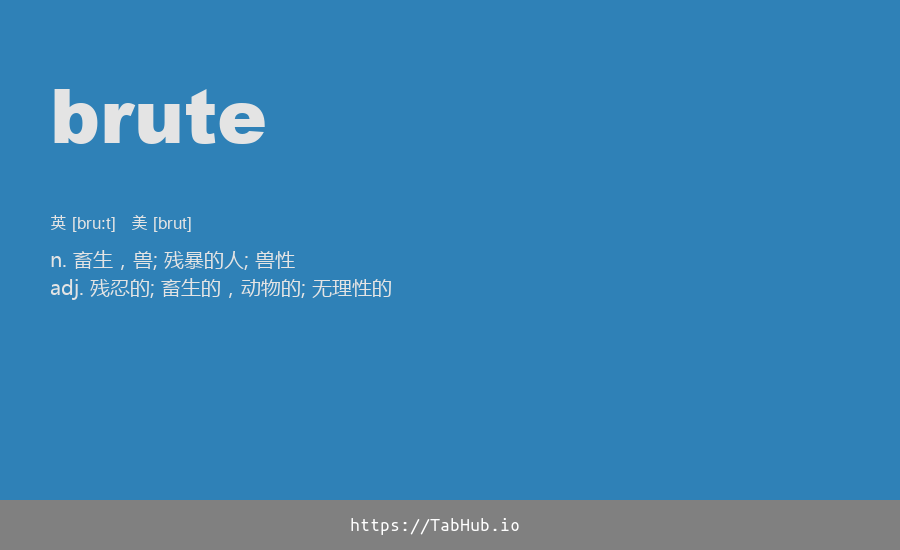 brute
英 [bru:t]   美 [brut]
n. 畜生，兽; 残暴的人; 兽性
adj. 残忍的; 畜生的，动物的; 无理性的
https://TabHub.io